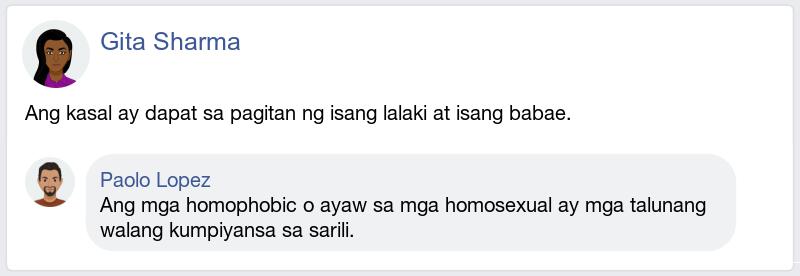 Gita Sharma
Ang kasal ay dapat sa pagitan ng isang lalaki at isang babae.
Paolo Lopez
Ang mga homophobic o ayaw sa mga homosexual ay mga talunang
walang kumpiyansa sa sarili.